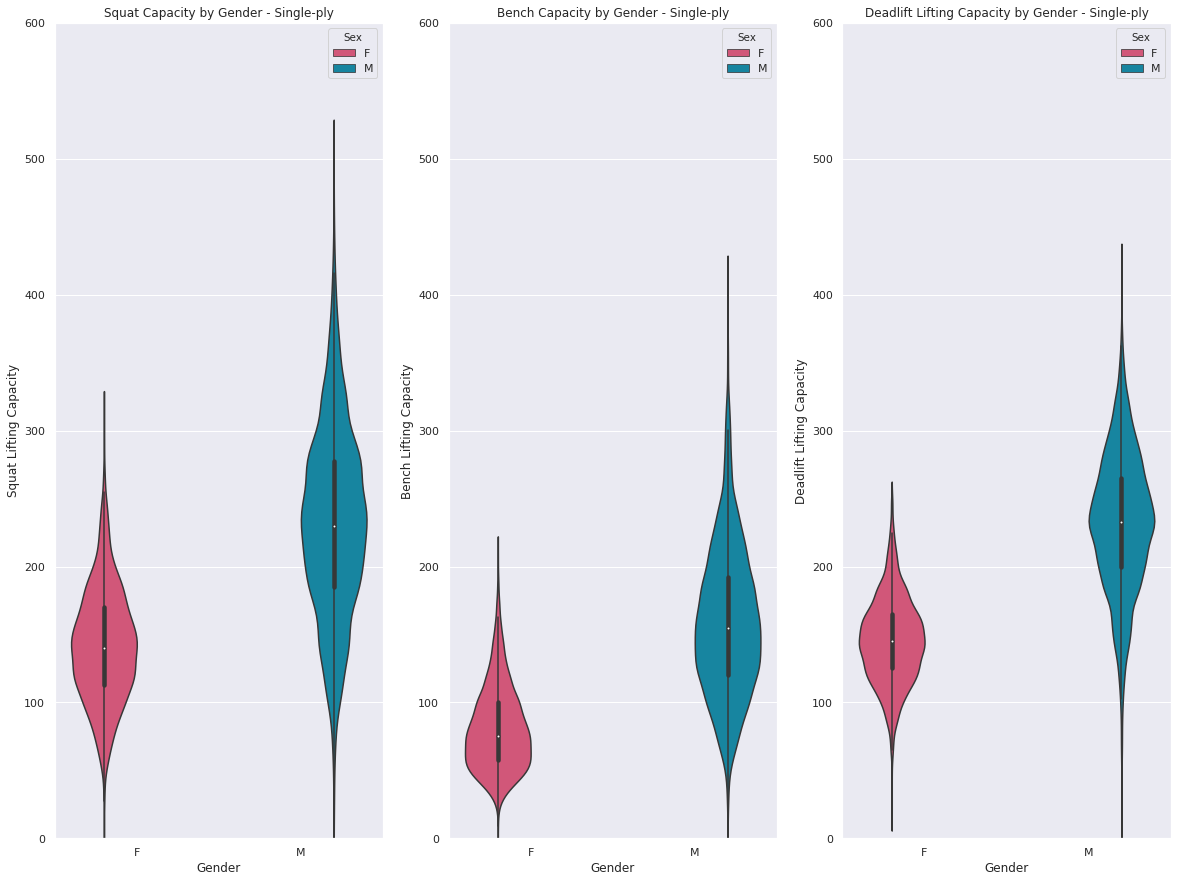 Squat Capacity by Gender - Single-ply
600
500
400
300
200
100
0
Squat Lifting Capacity
Sex
F
M
F
M
Gender
Bench Capacity by Gender - Single-ply
600
500
400
300
200
100
0
Bench Lifting Capacity
Sex
F
M
F
M
Gender
Deadlift Lifting Capacity by Gender - Single-ply
600
500
400
300
200
100
0
Deadlift Lifting Capacity
Sex
F
M
F
M
Gender